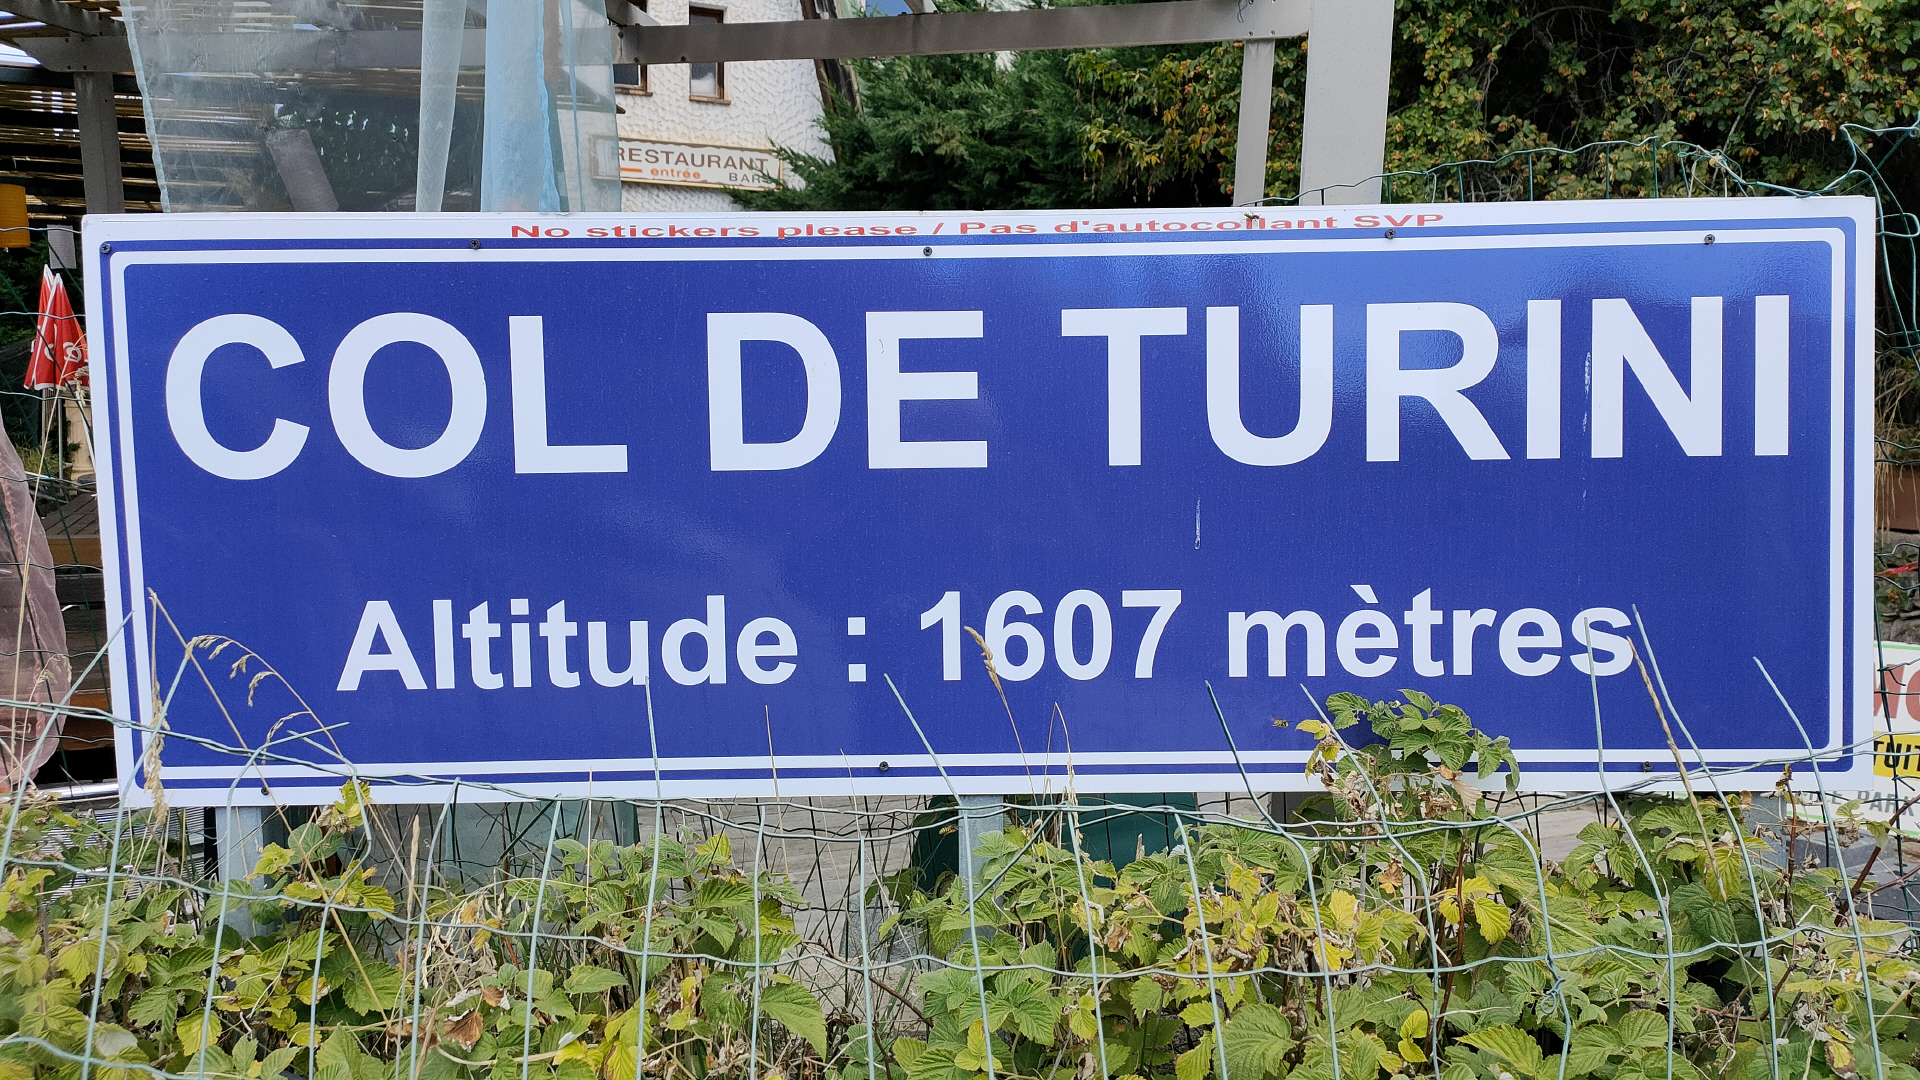 RESTAURANT
entrée BAR
No stickers please / Pas d'autocollant SVP
COL DE TURINI
Altitude : 1607 mètres